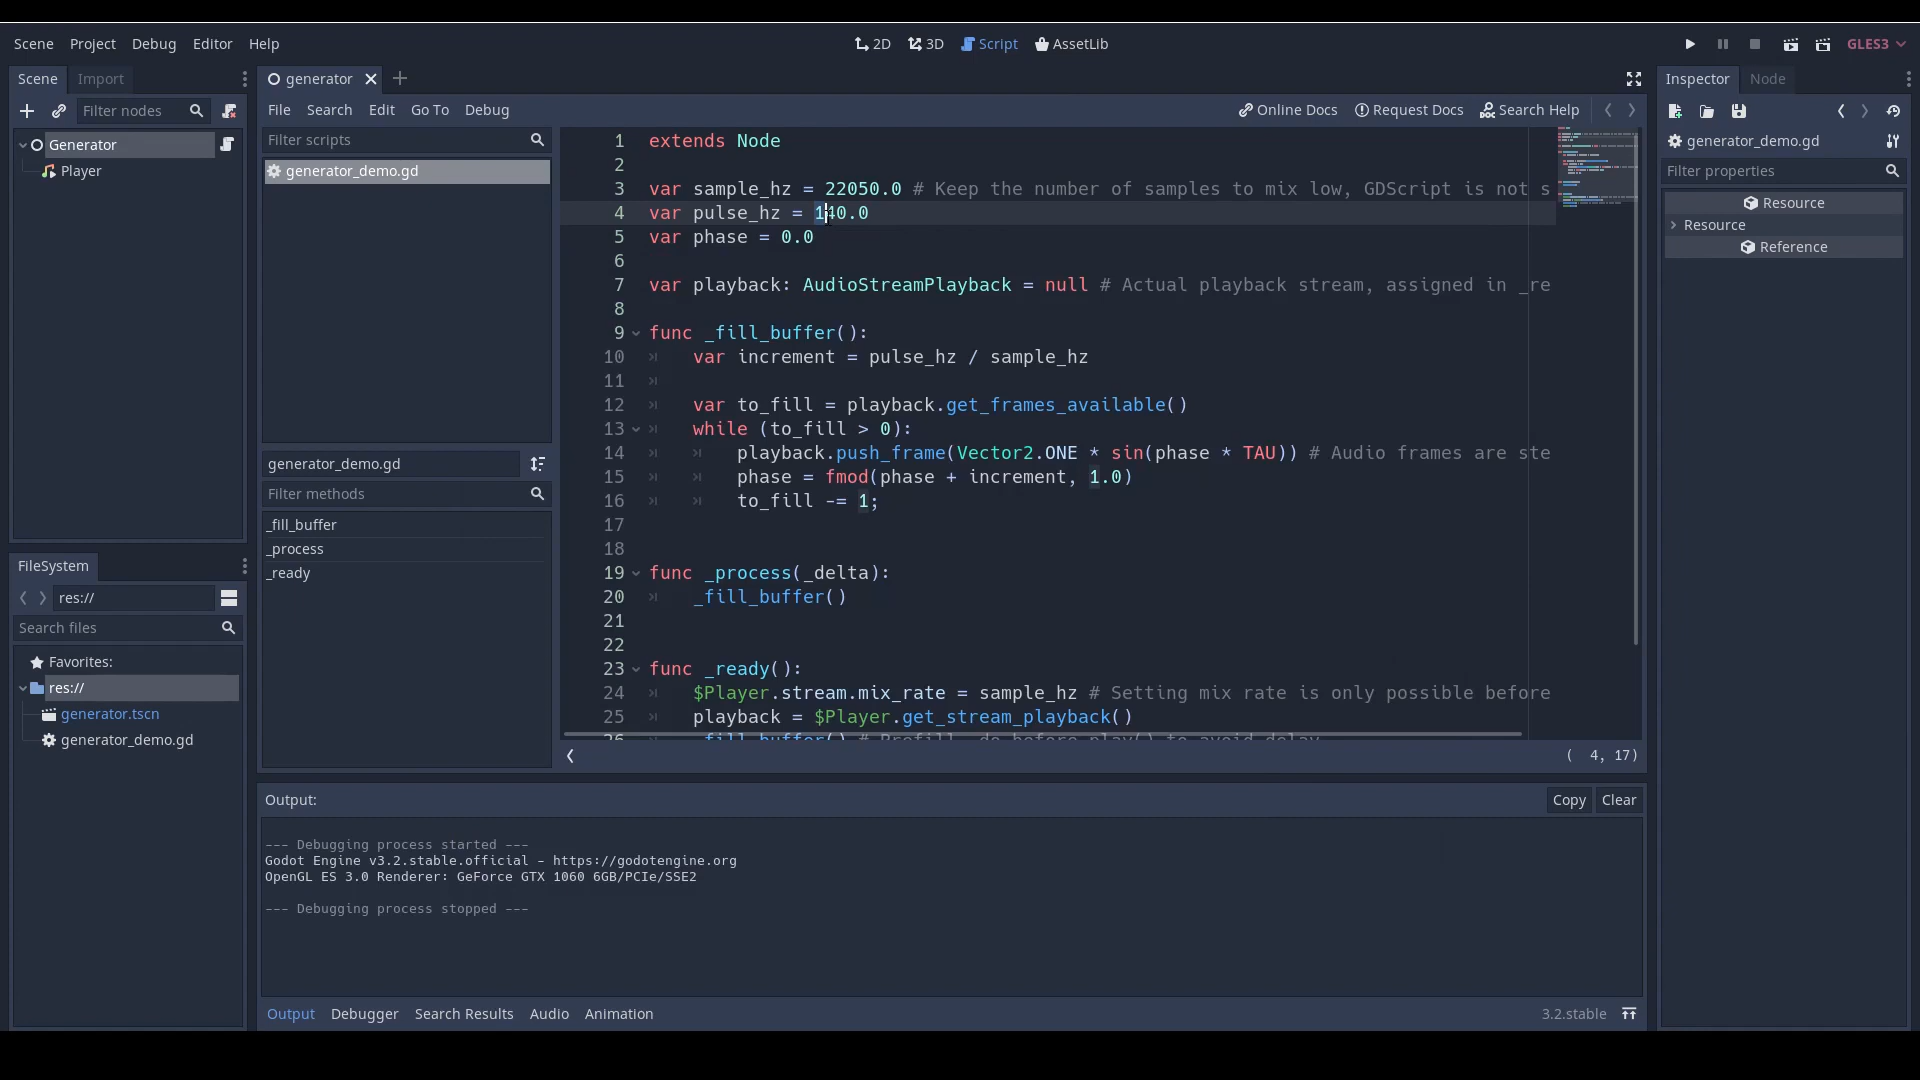 Scene Project Debug Editor Help
2D 3D Script AssetLib
GLES3
Scene Import
Filter nodes
Generator
Player
FileSystem
res://
Search files
Favorites:
res://
generator.tscn
generator_demo.gd
generator
File Search Edit Go To Debug
Online Docs Request Docs Search Help
Filter scripts
generator_demo.gd
generator_demo.gd
Filter methods
_fill_buffer
_process
_ready
1 extends Node
2
3 var sample_hz = 22050.0 # Keep the number of samples to mix low, GDScript is not s
4 var pulse_hz = 140.0
5 var phase = 0.0
6
7 var playback: AudioStreamPlayback = null # Actual playback stream, assigned in _re
8
9 func _fill_buffer():
10 var increment = pulse_hz / sample_hz
11
12 var to_fill = playback.get_frames_available()
13 while (to_fill > 0):
14 playback.push_frame(Vector2.ONE * sin(phase * TAU)) # Audio frames are ste
15 phase = fmod(phase + increment, 1.0)
16 to_fill -= 1;
17
18
19 func _process(_delta):
20 _fill_buffer()
21
22
23 func _ready():
24 $Player.stream.mix_rate = sample_hz # Setting mix rate is only possible before
25 playback = $Player.get_stream_playback()
26 _fill_buffer() # Prefill, do before play() to avoid delay
( 4, 17)
Output:
Copy Clear
--- Debugging process started ---
Godot Engine v3.2.stable.official - https://godotengine.org
OpenGL ES 3.0 Renderer: GeForce GTX 1060 6GB/PCIe/SSE2
--- Debugging process stopped ---
Output Debugger Search Results Audio Animation
3.2.stable
Inspector Node
generator_demo.gd
Filter properties
Resource
Resource
Reference